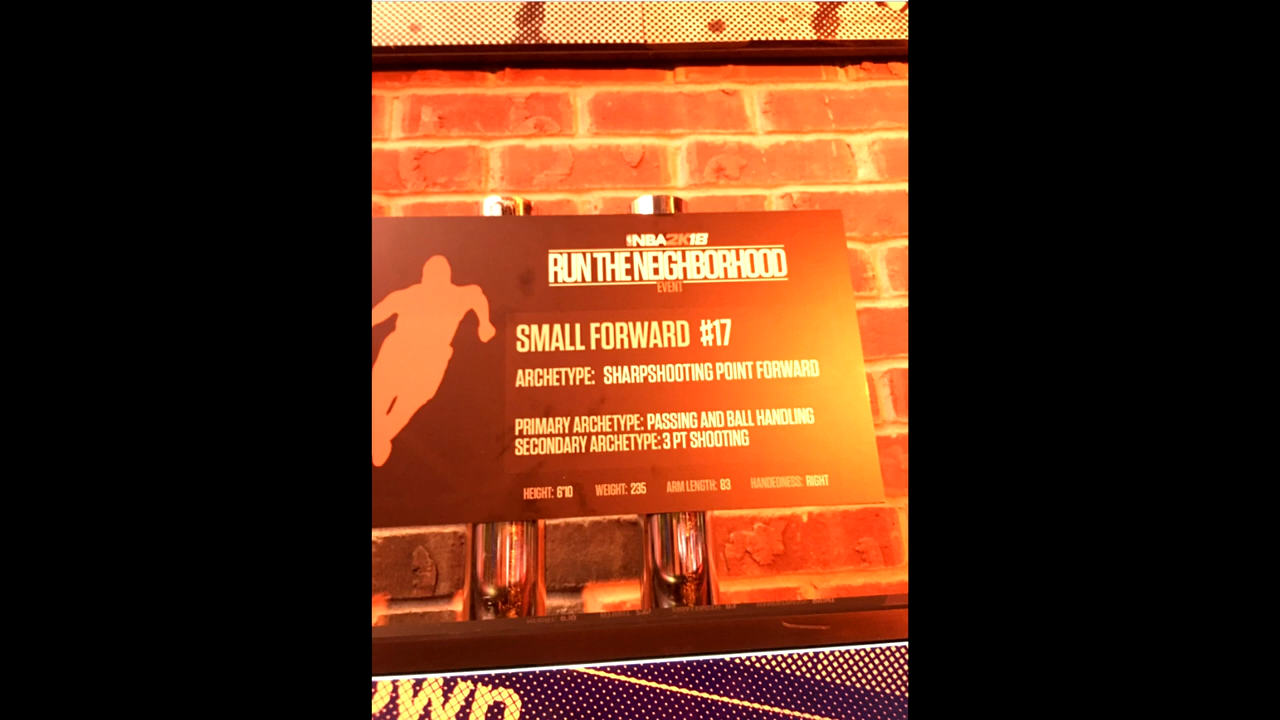 NBA2K18
RUN THE NEIGHBORHOOD
EVENT
SMALL FORWARD #17
ARCHETYPE: SHARPSHOOTING POINT FORWARD
PRIMARY ARCHETYPE: PASSING AND BALL HANDLING
SECONDARY ARCHETYPE: 3 PT SHOOTING
HEIGHT: 6'10 WEIGHT: 235 ARM LENGTH: 83 HANDEDNESS: RIGHT